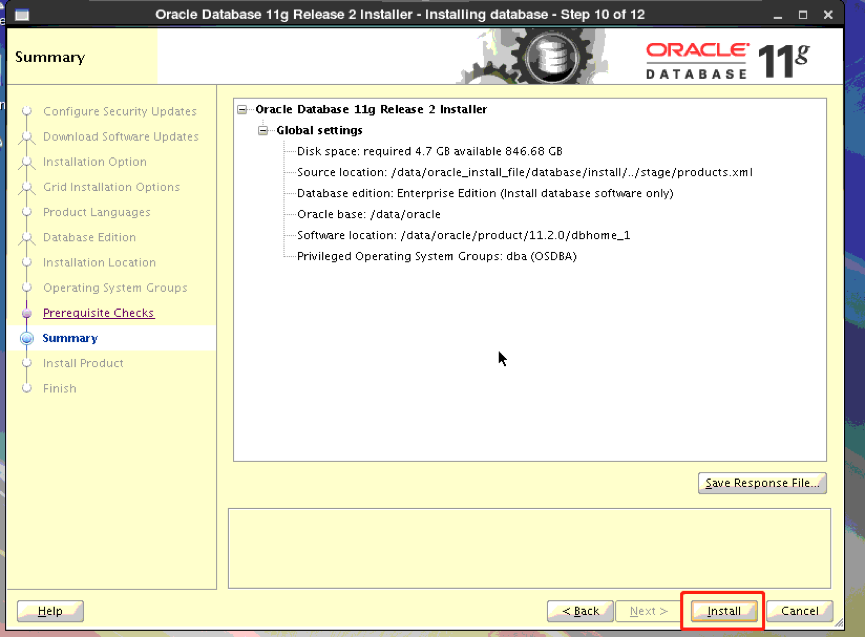 Oracle Database 11g Release 2 Installer - Installing database - Step 10 of 12
Summary
ORACLE
DATABASE 11g
Configure Security Updates
Download Software Updates
Installation Option
Grid Installation Options
Product Languages
Database Edition
Installation Location
Operating System Groups
Prerequisite Checks
Summary
Install Product
Finish
Oracle Database 11g Release 2 Installer
Global settings
Disk space: required 4.7 GB available 846.68 GB
Source location: /data/oracle_install_file/database/install/../stage/products.xml
Database edition: Enterprise Edition (Install database software only)
Oracle base: /data/oracle
Software location: /data/oracle/product/11.2.0/dbhome_1
Privileged Operating System Groups: dba (OSDBA)
Save Response File...
Help
< Back
Next >
Install
Cancel